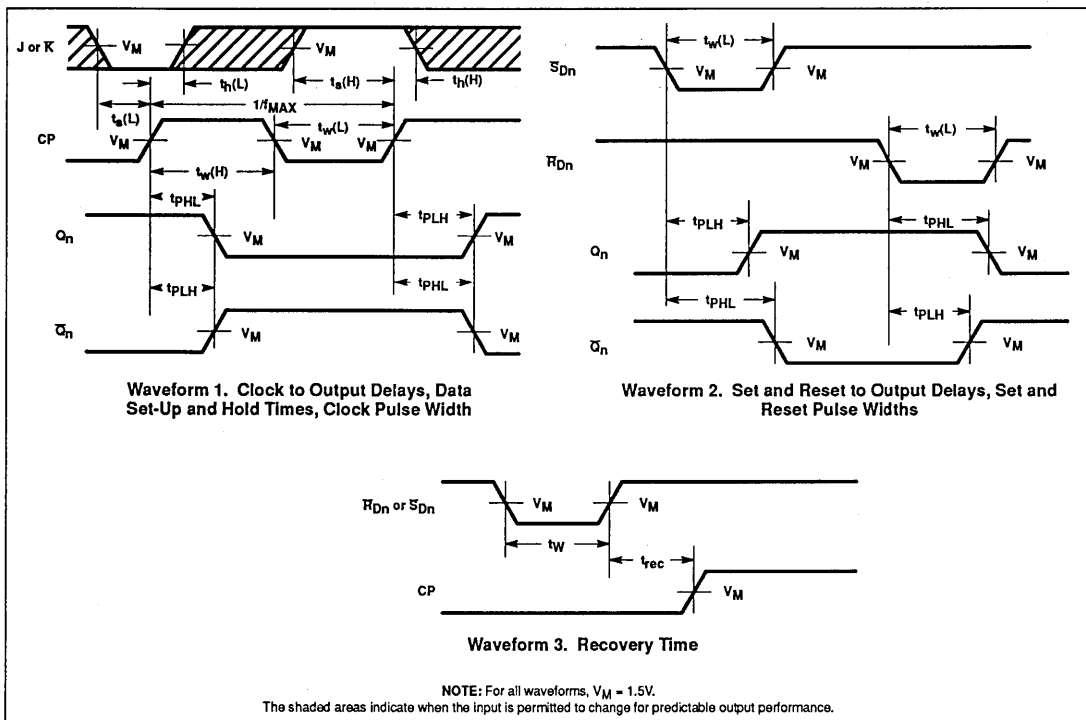 J or K̅
V_M
V_M
V_M
V_M
t_h(L)
t_s(H)
t_h(H)
t_s(L)
1/f_MAX
CP
V_M
t_w(L)
V_M
V_M
V_M
t_w(H)
t_PHL
t_PLH
Q_n
V_M
V_M
t_PLH
t_PHL
Q̅_n
V_M
V_M
Waveform 1. Clock to Output Delays, Data
Set-Up and Hold Times, Clock Pulse Width
t_w(L)
S̅_Dn
V_M
V_M
t_w(L)
R̅_Dn
V_M
V_M
t_PLH
t_PHL
Q_n
V_M
V_M
t_PHL
t_PLH
Q̅_n
V_M
V_M
Waveform 2. Set and Reset to Output Delays, Set and
Reset Pulse Widths
R̅_Dn or S̅_Dn
V_M
V_M
t_W
t_rec
CP
V_M
Waveform 3. Recovery Time
NOTE: For all waveforms, V_M = 1.5V.
The shaded areas indicate when the input is permitted to change for predictable output performance.